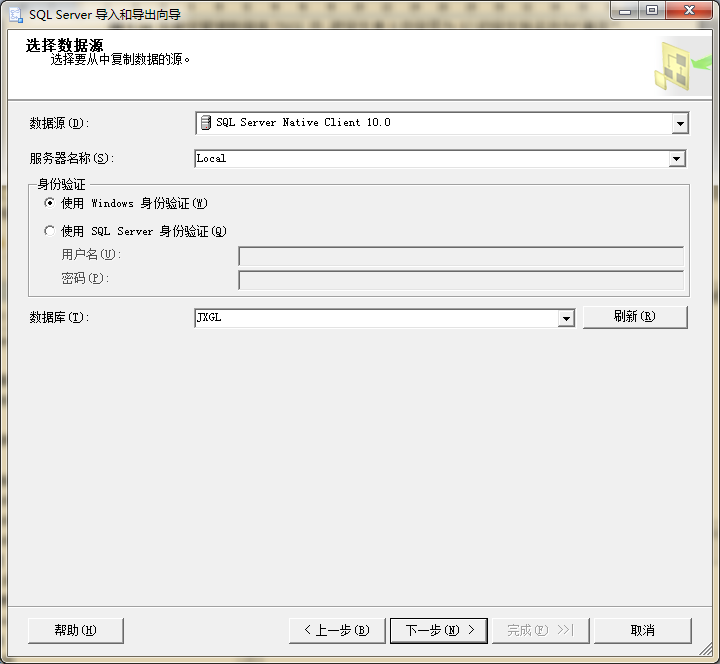 SQL Server 导入和导出向导
选择数据源
选择要从中复制数据的源。
数据源(D):
SQL Server Native Client 10.0
服务器名称(S):
Local
身份验证
使用 Windows 身份验证(W)
使用 SQL Server 身份验证(Q)
用户名(U):
密码(P):
数据库(T):
JXGL
刷新(R)
帮助(H)
< 上一步(B)
下一步(N) >
完成(F) >>|
取消